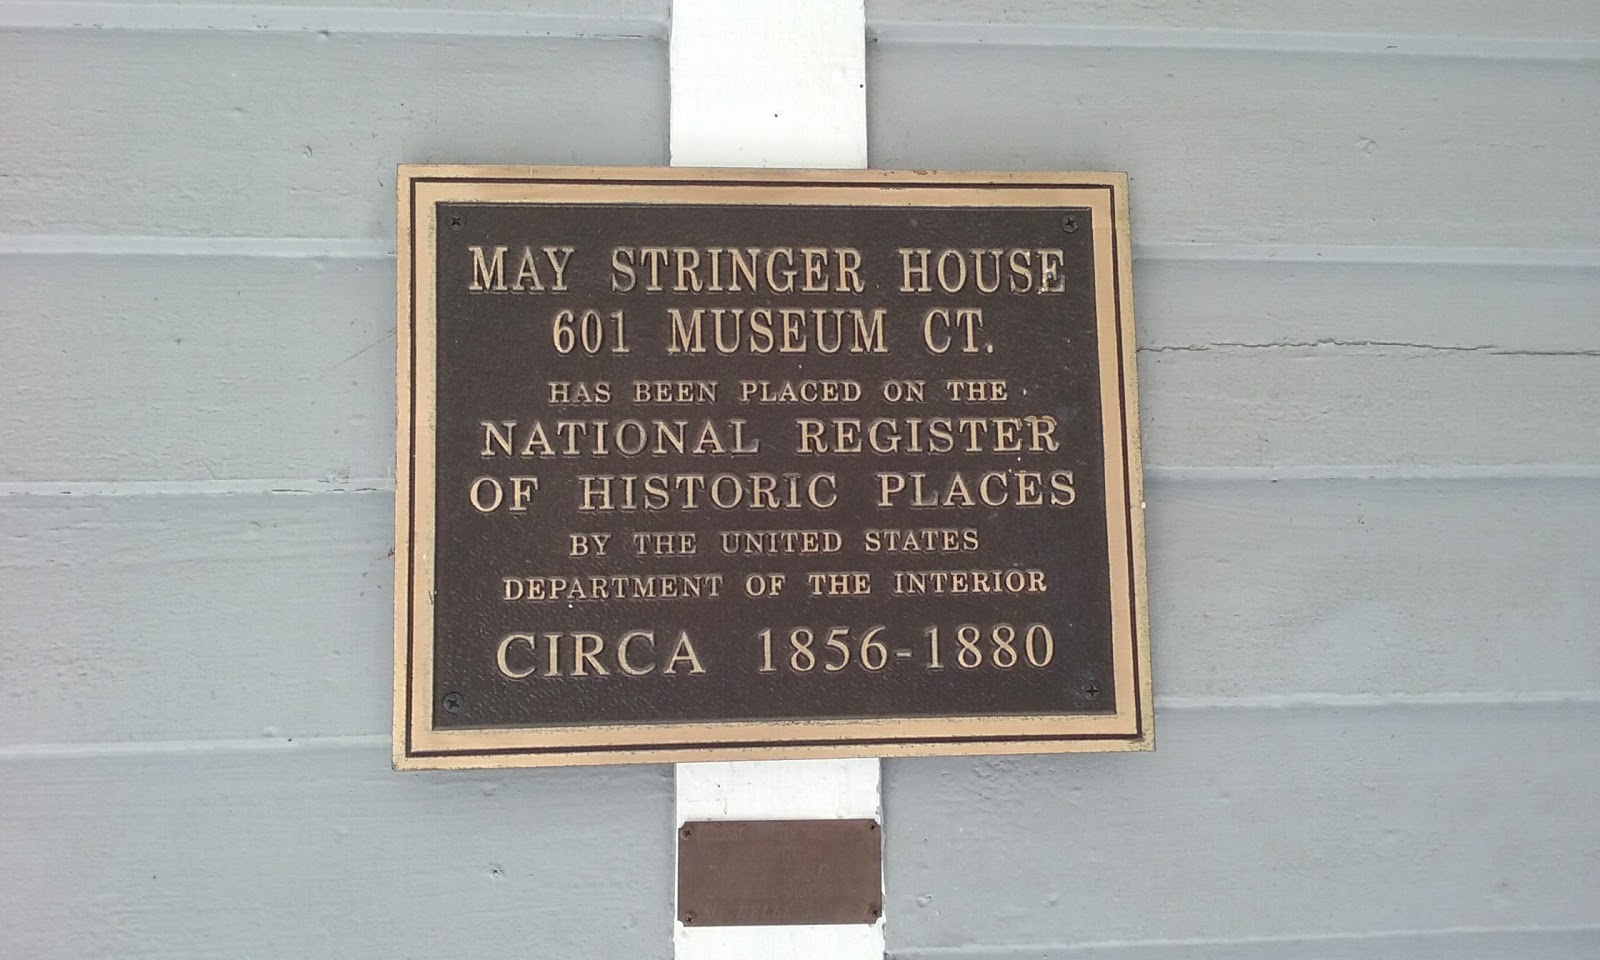 MAY STRINGER HOUSE
601 MUSEUM CT.
HAS BEEN PLACED ON THE
NATIONAL REGISTER
OF HISTORIC PLACES
BY THE UNITED STATES
DEPARTMENT OF THE INTERIOR
CIRCA 1856-1880